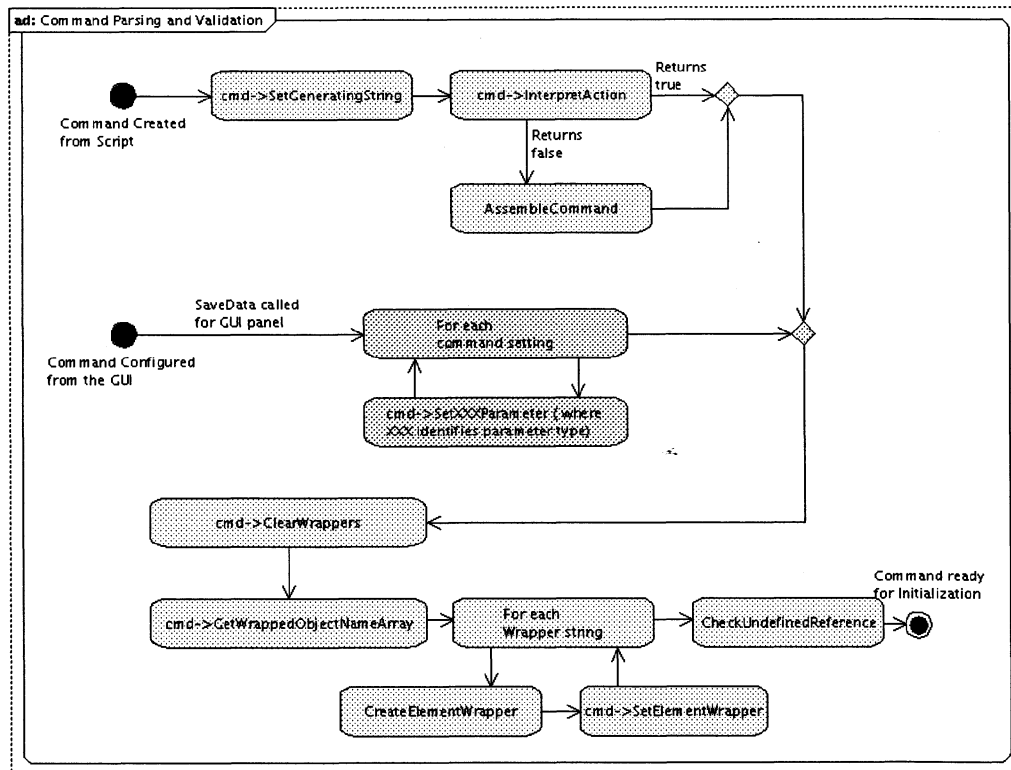 ad: Command Parsing and Validation
cmd->SetGeneratingString
cmd->InterpretAction
Returns
true
Command Created
from Script
Returns
false
AssembleCommand
SaveData called
for GUI panel
For each
command setting
Command Configured
from the GUI
cmd->SetXXXParameter ( where
XXX identifies parameter type)
cmd->ClearWrappers
Command ready
for Initialization
cmd->GetWrappedObjectNameArray
For each
Wrapper string
CheckUndefinedReference
CreateElementWrapper
cmd->SetElementWrapper